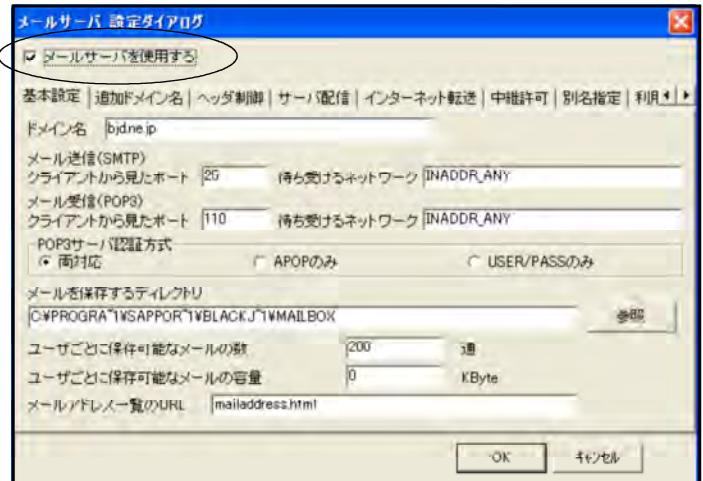 メールサーバ 設定ダイアログ
メールサーバを使用する
基本設定 追加ドメイン名 ヘッダ制御 サーバ配信 インターネット転送 中継許可 別名指定 利用
ドメイン名 bjd.ne.jp
メール送信(SMTP)
クライアントから見たポート 25 待ち受けるネットワーク INADDR_ANY
メール受信(POP3)
クライアントから見たポート 110 待ち受けるネットワーク INADDR_ANY
POP3サーバ認証方式
両対応 APOPのみ USER/PASSのみ
メールを保存するディレクトリ
C:¥PROGRA~1¥SAPPOR~1¥BLACKJ~1¥MAILBOX 参照
ユーザごとに保存可能なメールの数 200 通
ユーザごとに保存可能なメールの容量 0 KByte
メールアドレス一覧のURL mailaddress.html
OK キャンセル